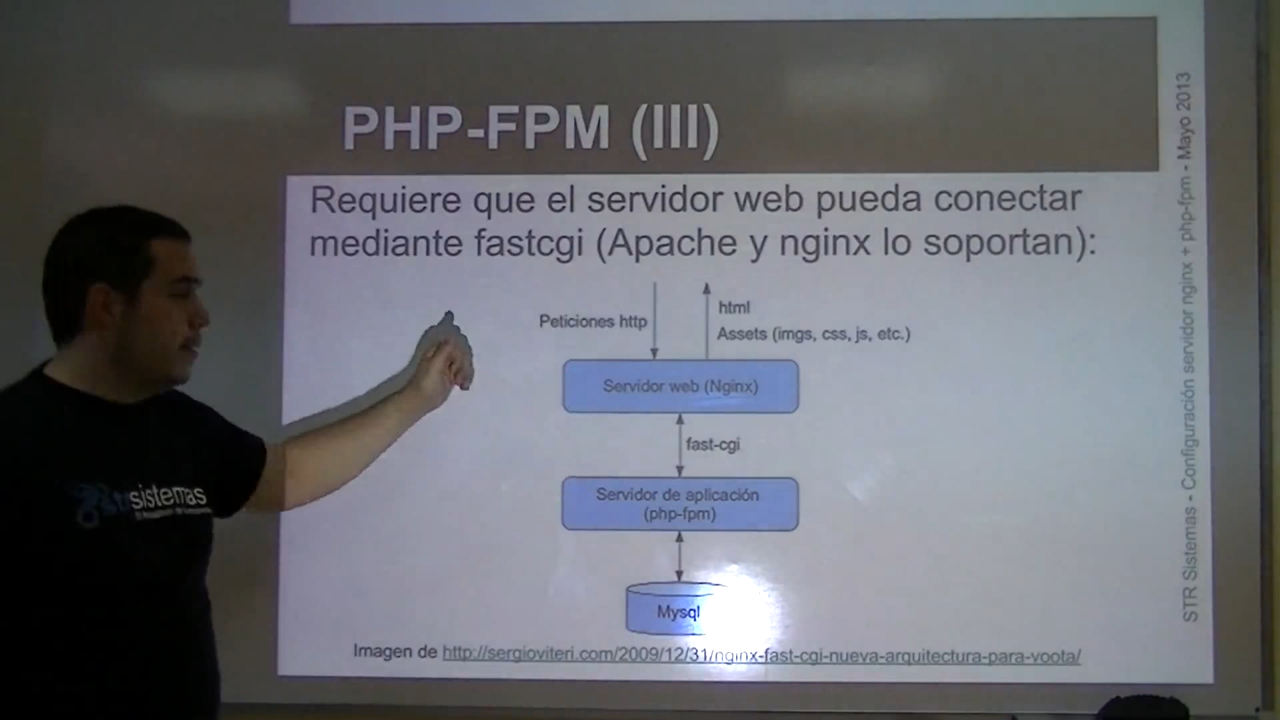 PHP-FPM (III)
Requiere que el servidor web pueda conectar
mediante fastcgi (Apache y nginx lo soportan):
Peticiones http
html
Assets (imgs, css, js, etc.)
Servidor web (Nginx)
fast-cgi
Servidor de aplicación
(php-fpm)
Mysql
Imagen de http://sergioviteri.com/2009/12/31/nginx-fast-cgi-nueva-arquitectura-para-voota/
STR Sistemas - Configuración servidor nginx + php-fpm - Mayo 2013
sistemas